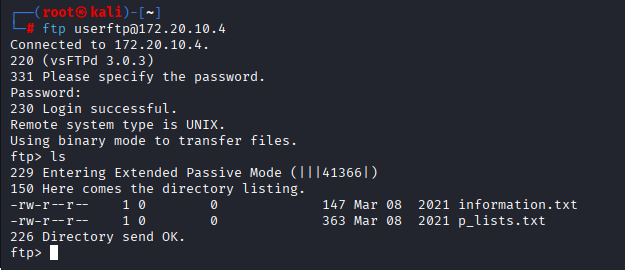 ┌──(root㉿kali)-[~]
└─# ftp userftp@172.20.10.4
Connected to 172.20.10.4.
220 (vsFTPd 3.0.3)
331 Please specify the password.
Password:
230 Login successful.
Remote system type is UNIX.
Using binary mode to transfer files.
ftp> ls
229 Entering Extended Passive Mode (|||41366|)
150 Here comes the directory listing.
-rw-r--r--    1 0        0             147 Mar 08  2021 information.txt
-rw-r--r--    1 0        0             363 Mar 08  2021 p_lists.txt
226 Directory send OK.
ftp>